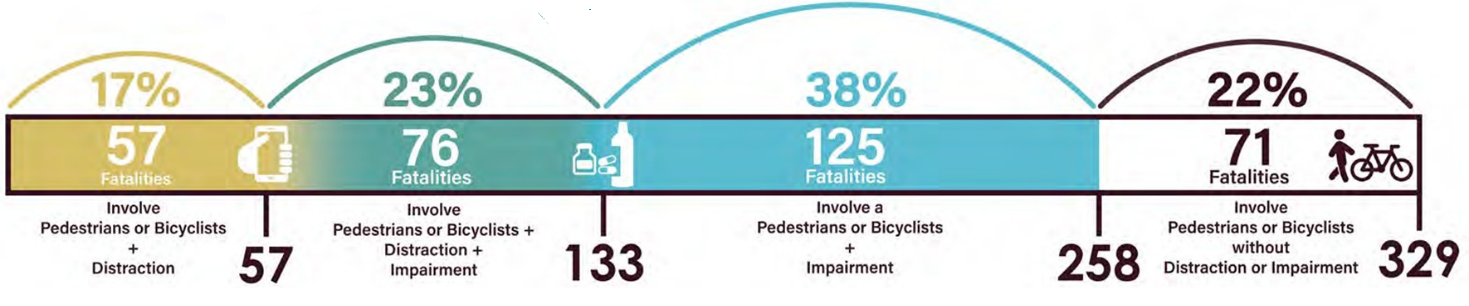 17%
23%
38%
22%
57
Fatalities
76
Fatalities
125
Fatalities
71
Fatalities
Involve
Pedestrians or Bicyclists
+
Distraction
57
Involve
Pedestrians or Bicyclists +
Distraction +
Impairment
133
Involve a
Pedestrians or Bicyclists
+
Impairment
258
Involve
Pedestrians or Bicyclists
without
Distraction or Impairment
329